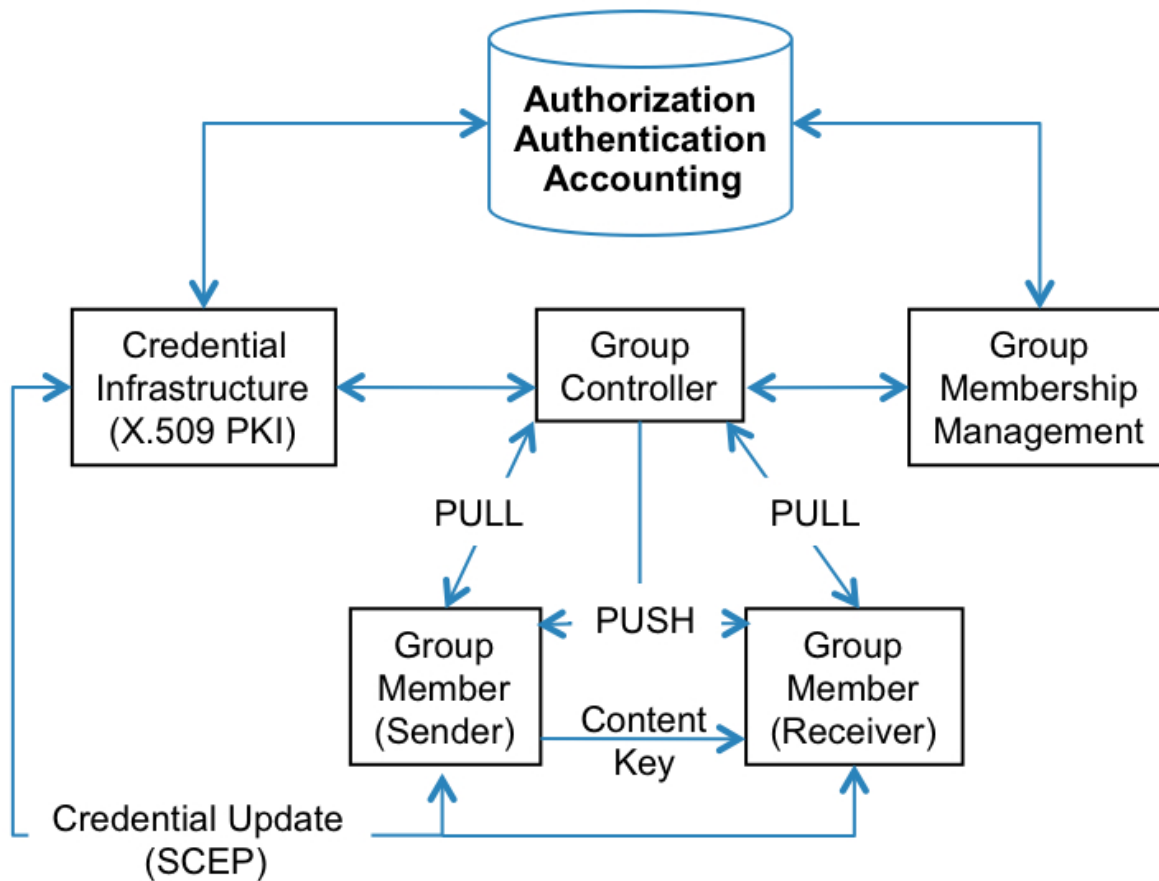 Authorization
Authentication
Accounting
Credential
Infrastructure
(X.509 PKI)
Group
Controller
Group
Membership
Management
PULL
PULL
Group
Member
(Sender)
PUSH
Group
Member
(Receiver)
Content
Key
Credential Update
(SCEP)